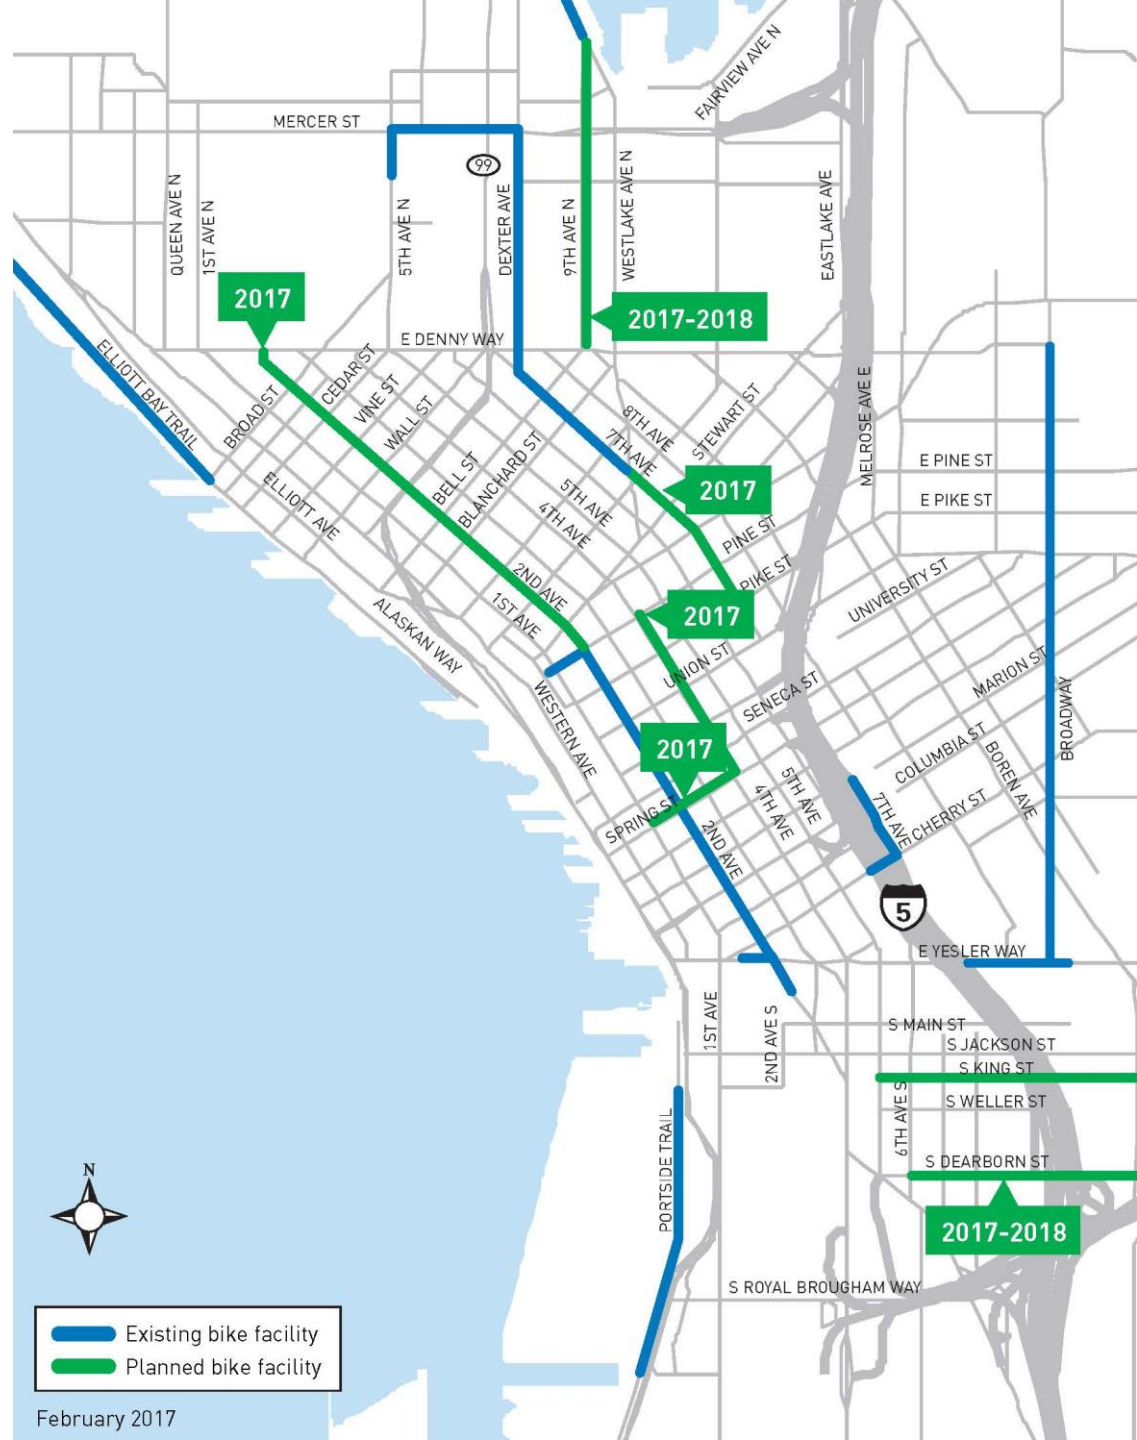 FAIRVIEW AVE N
MERCER ST
99
QUEEN AVE N
1ST AVE N
5TH AVE N
DEXTER AVE
9TH AVE N
WESTLAKE AVE N
EASTLAKE AVE
2017
2017-2018
E DENNY WAY
ELLIOTT BAY TRAIL
BROAD ST
CEDAR ST
VINE ST
WALL ST
BELL ST
BLANCHARD ST
8TH AVE
7TH AVE
STEWART ST
MELROSE AVE E
E PINE ST
2017
E PIKE ST
ELLIOTT AVE
5TH AVE
4TH AVE
PINE ST
PIKE ST
UNIVERSITY ST
2ND AVE
1ST AVE
2017
ALASKAN WAY
UNION ST
SENECA ST
MARION ST
WESTERN AVE
2017
COLUMBIA ST
BOREN AVE
BROADWAY
SPRING ST
2ND AVE
4TH AVE
5TH AVE
7TH AVE
CHERRY ST
5
E YESLER WAY
1ST AVE
2ND AVE S
S MAIN ST
S JACKSON ST
S KING ST
S WELLER ST
6TH AVE S
PORTSIDE TRAIL
S DEARBORN ST
N
2017-2018
S ROYAL BROUGHAM WAY
Existing bike facility
Planned bike facility
February 2017